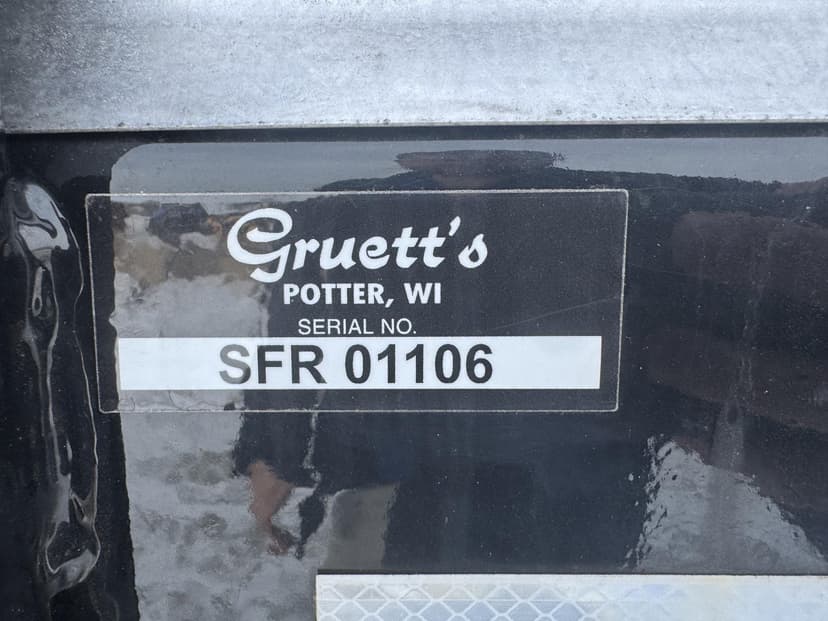 Gruett's
POTTER, WI
SERIAL NO.
SFR 01106